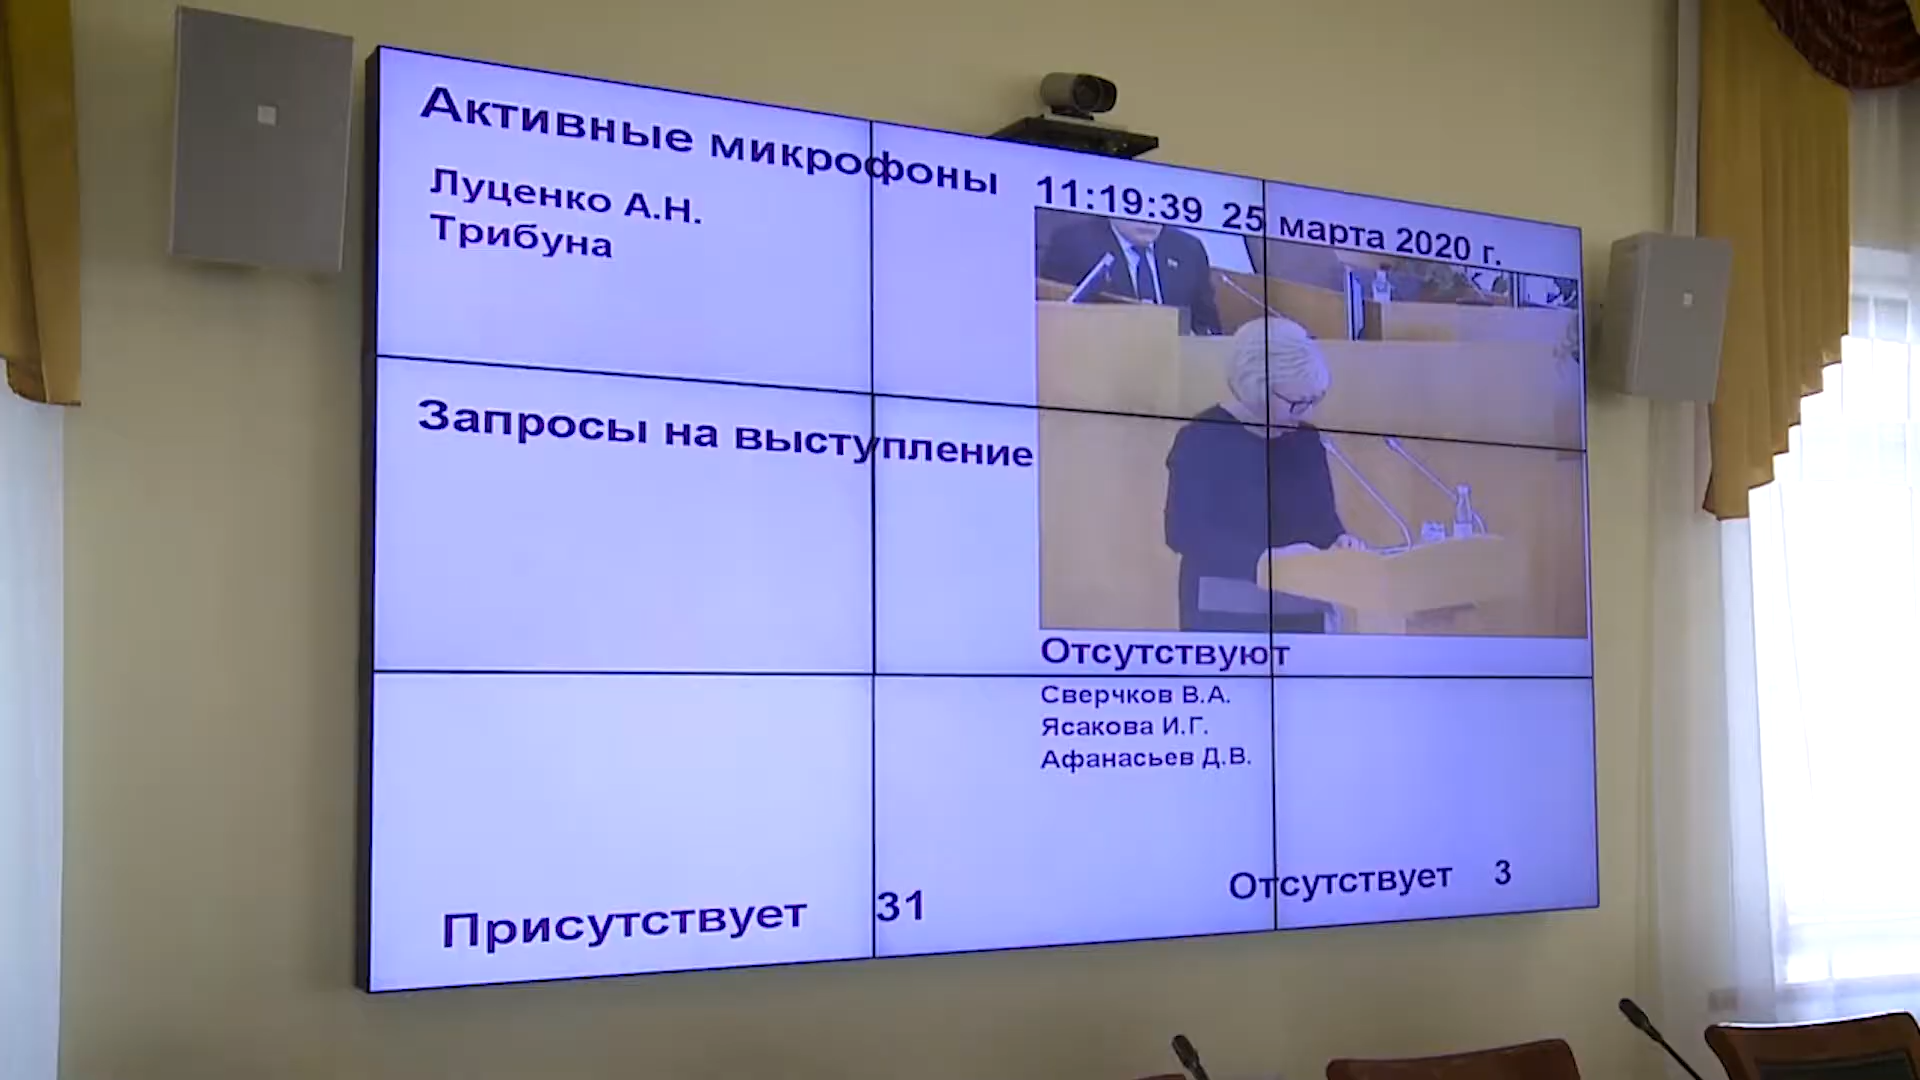 Активные микрофоны
Луценко А.Н.
Трибуна
11:19:39 25 марта 2020 г.
Запросы на выступление
Отсутствуют
Сверчков В.А.
Ясакова И.Г.
Афанасьев Д.В.
Присутствует 31
Отсутствует 3